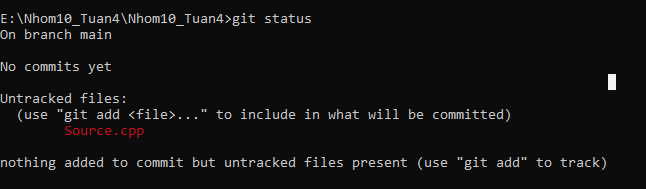 E:\Nhom10_Tuan4\Nhom10_Tuan4>git status
On branch main
No commits yet
Untracked files:
(use "git add <file>..." to include in what will be committed)
Source.cpp
nothing added to commit but untracked files present (use "git add" to track)